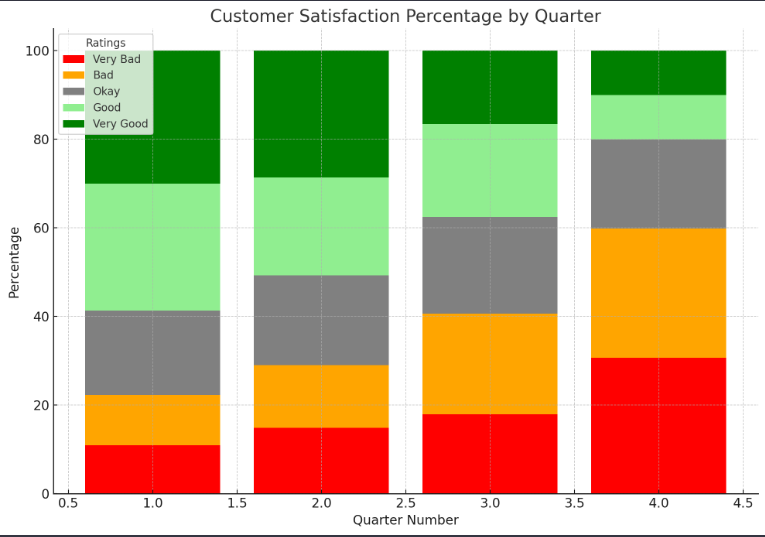 Customer Satisfaction Percentage by Quarter
Ratings
Very Bad
Bad
Okay
Good
Very Good
Percentage
100
80
60
40
20
0
0.5 1.0 1.5 2.0 2.5 3.0 3.5 4.0 4.5
Quarter Number